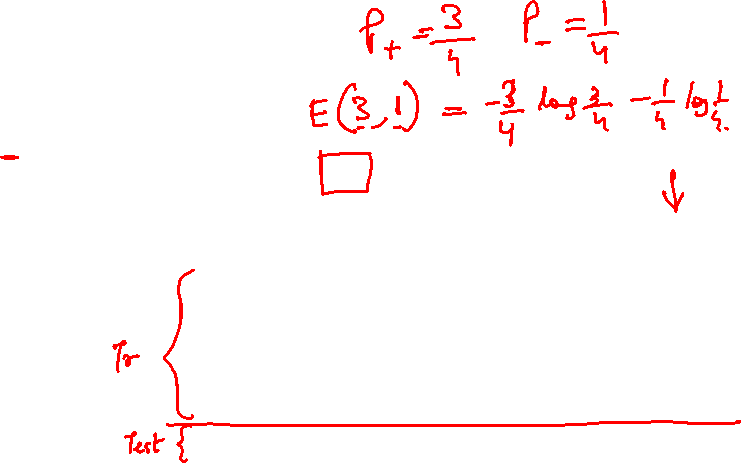 P₊ = 3/4 P₋ = 1/4
E(3,1) = -3/4 log 3/4 - 1/4 log 1/4
Tr
Test